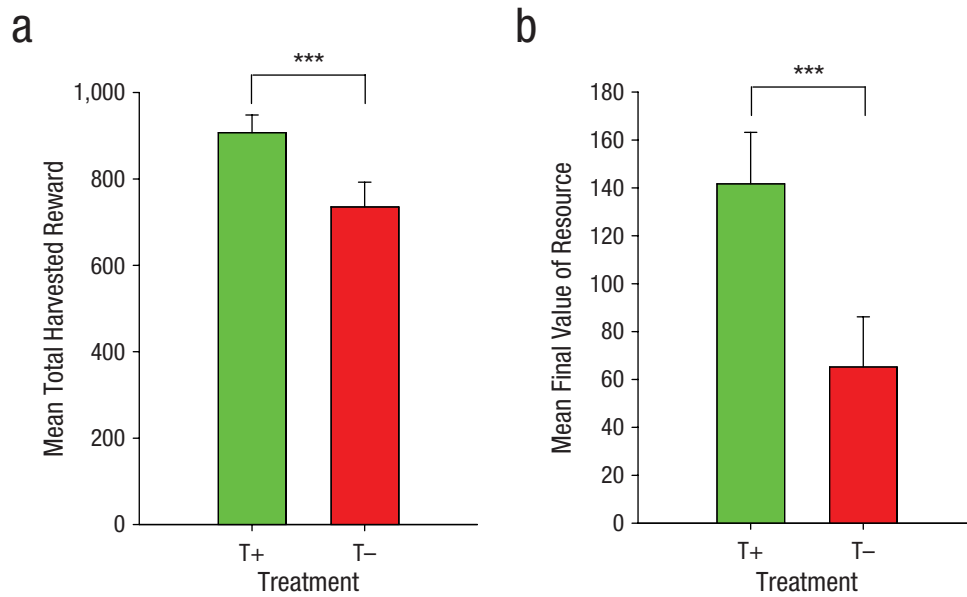 a
***
Mean Total Harvested Reward
1,000
800
600
400
200
0
T+ T–
Treatment
b
***
Mean Final Value of Resource
180
160
140
120
100
80
60
40
20
0
T+ T–
Treatment